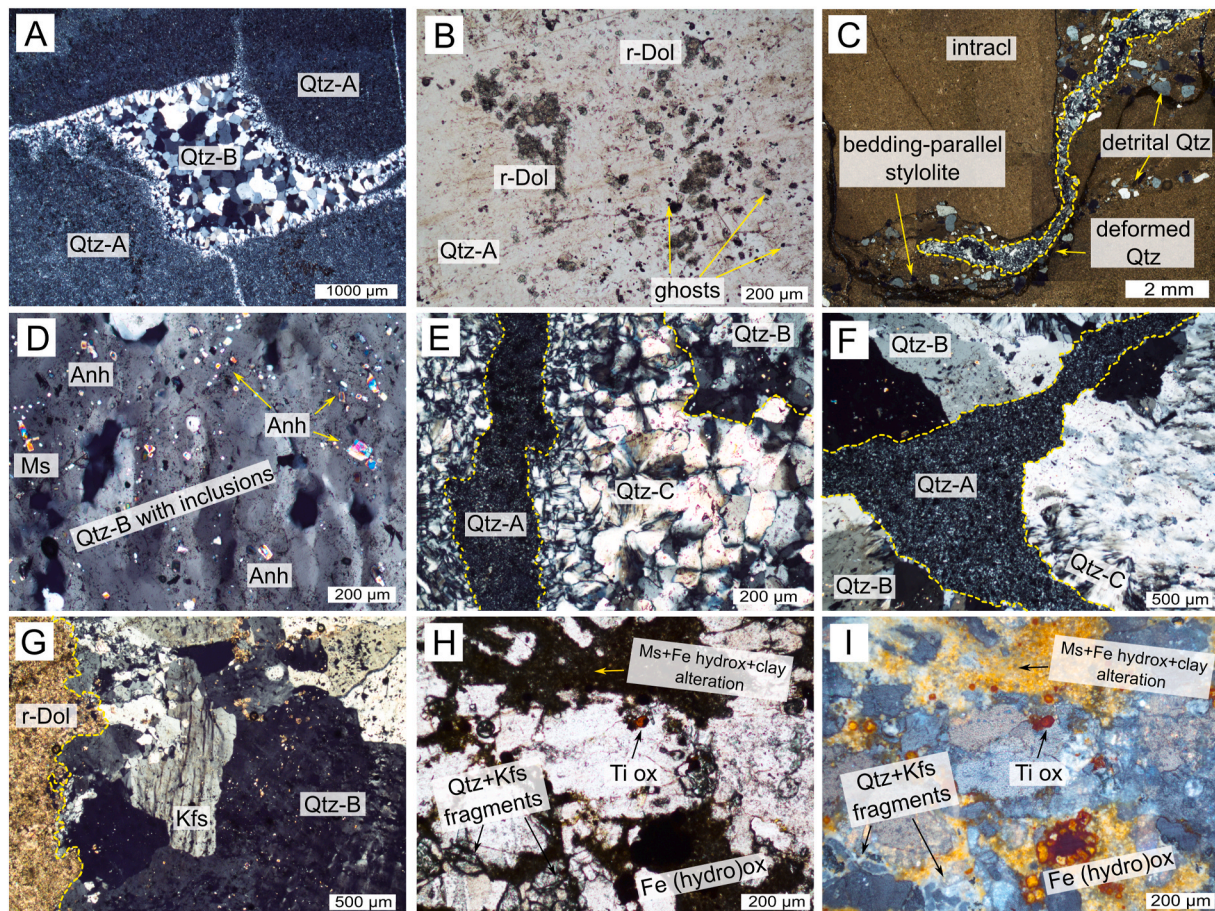 A
Qtz-A
Qtz-B
Qtz-A
1000 µm
B
r-Dol
r-Dol
Qtz-A
ghosts
200 µm
C
intracl
detrital Qtz
bedding-parallel
stylolite
deformed
Qtz
2 mm
D
Anh
Anh
Ms
Qtz-B with inclusions
Anh
200 µm
E
Qtz-B
Qtz-C
Qtz-A
200 µm
F
Qtz-B
Qtz-A
Qtz-B
Qtz-C
500 µm
G
r-Dol
Kfs
Qtz-B
500 µm
H
Ms+Fe hydrox+clay
alteration
Ti ox
Qtz+Kfs
fragments
Fe (hydro)ox
200 µm
I
Ms+Fe hydrox+clay
alteration
Ti ox
Qtz+Kfs
fragments
Fe (hydro)ox
200 µm